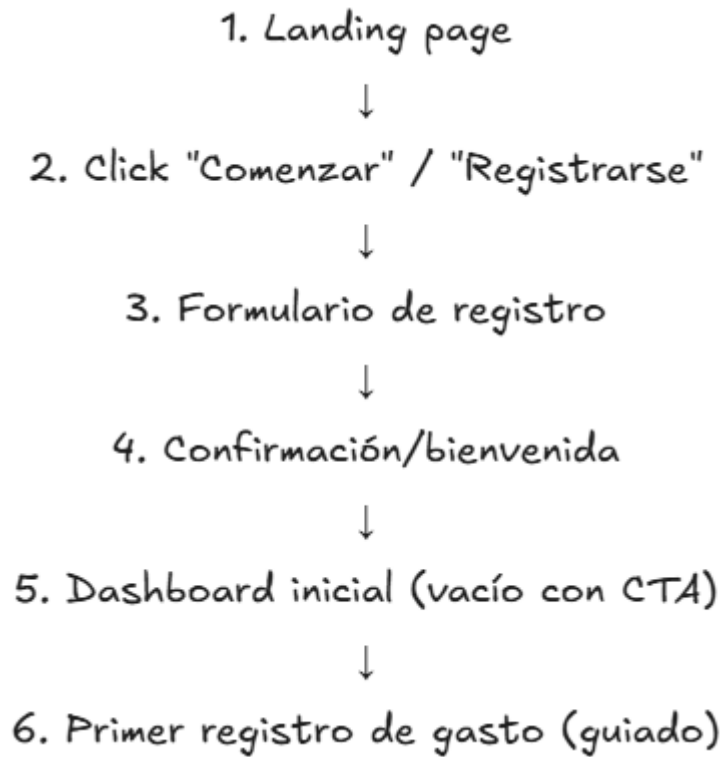 1. Landing page
↓
2. Click "Comenzar" / "Registrarse"
↓
3. Formulario de registro
↓
4. Confirmación/bienvenida
↓
5. Dashboard inicial (vacío con CTA)
↓
6. Primer registro de gasto (guiado)